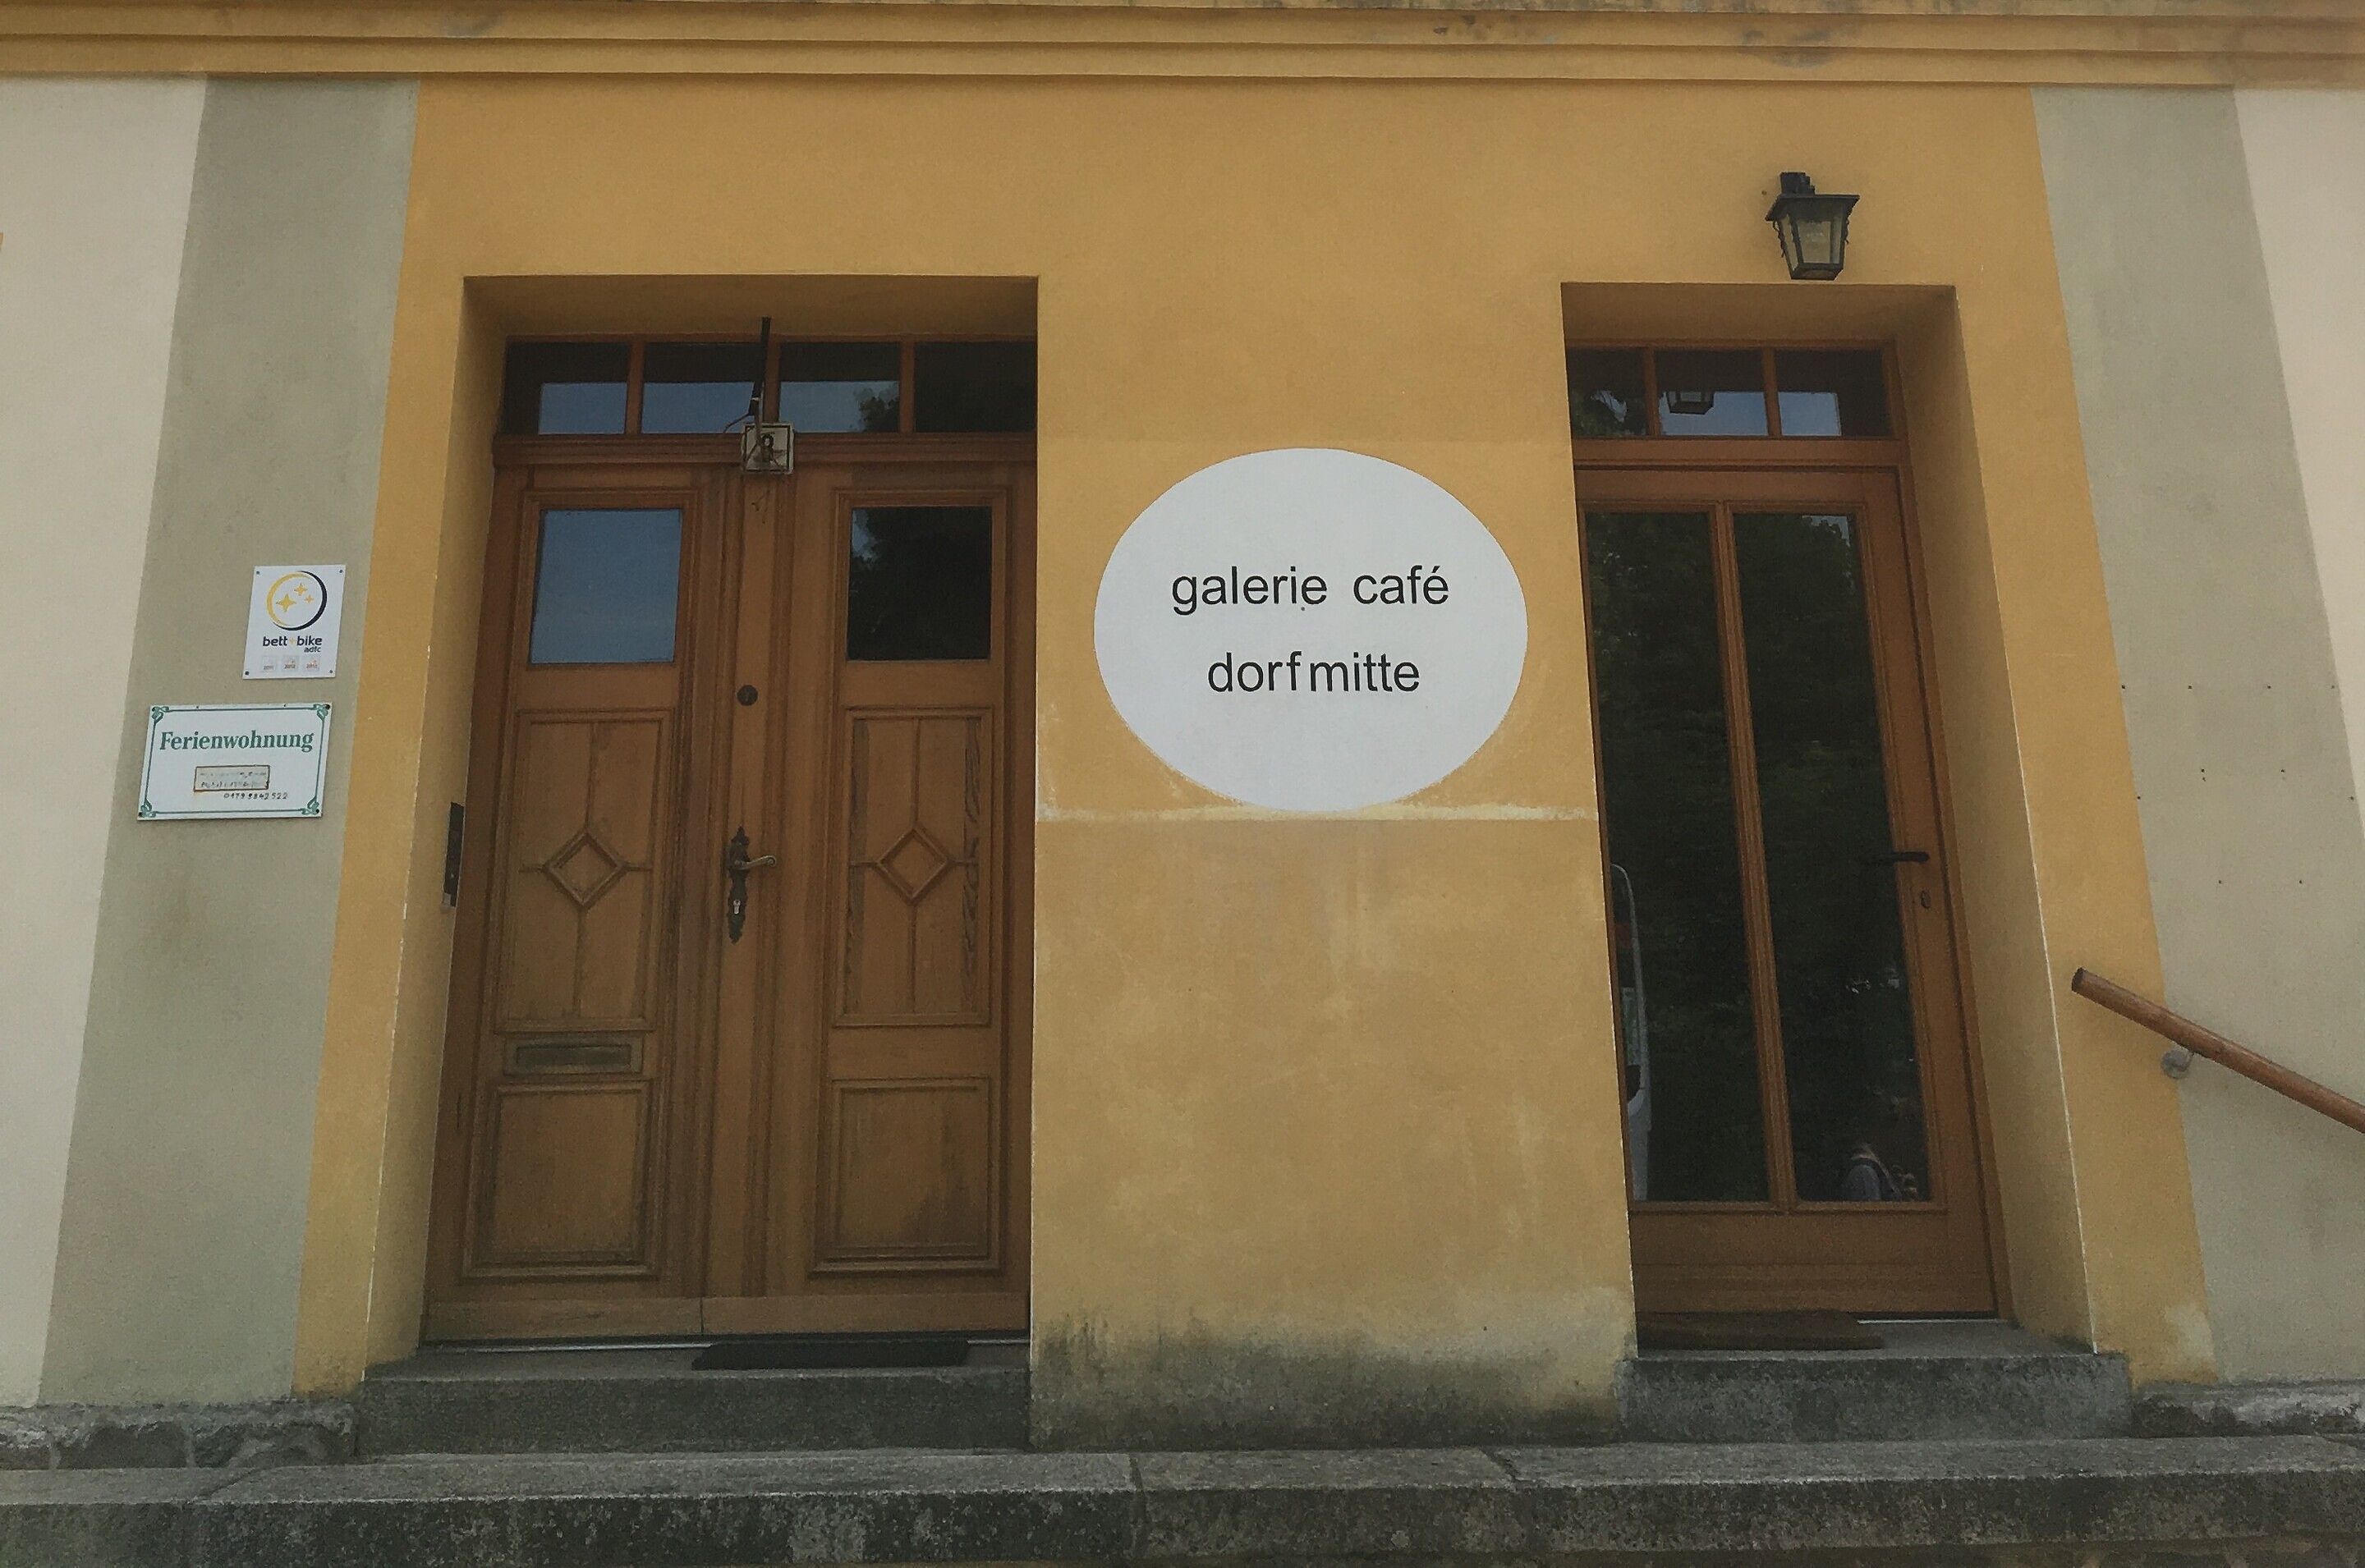 bett+bike
adfc
Ferienwohnung
galerie café
dorfmitte